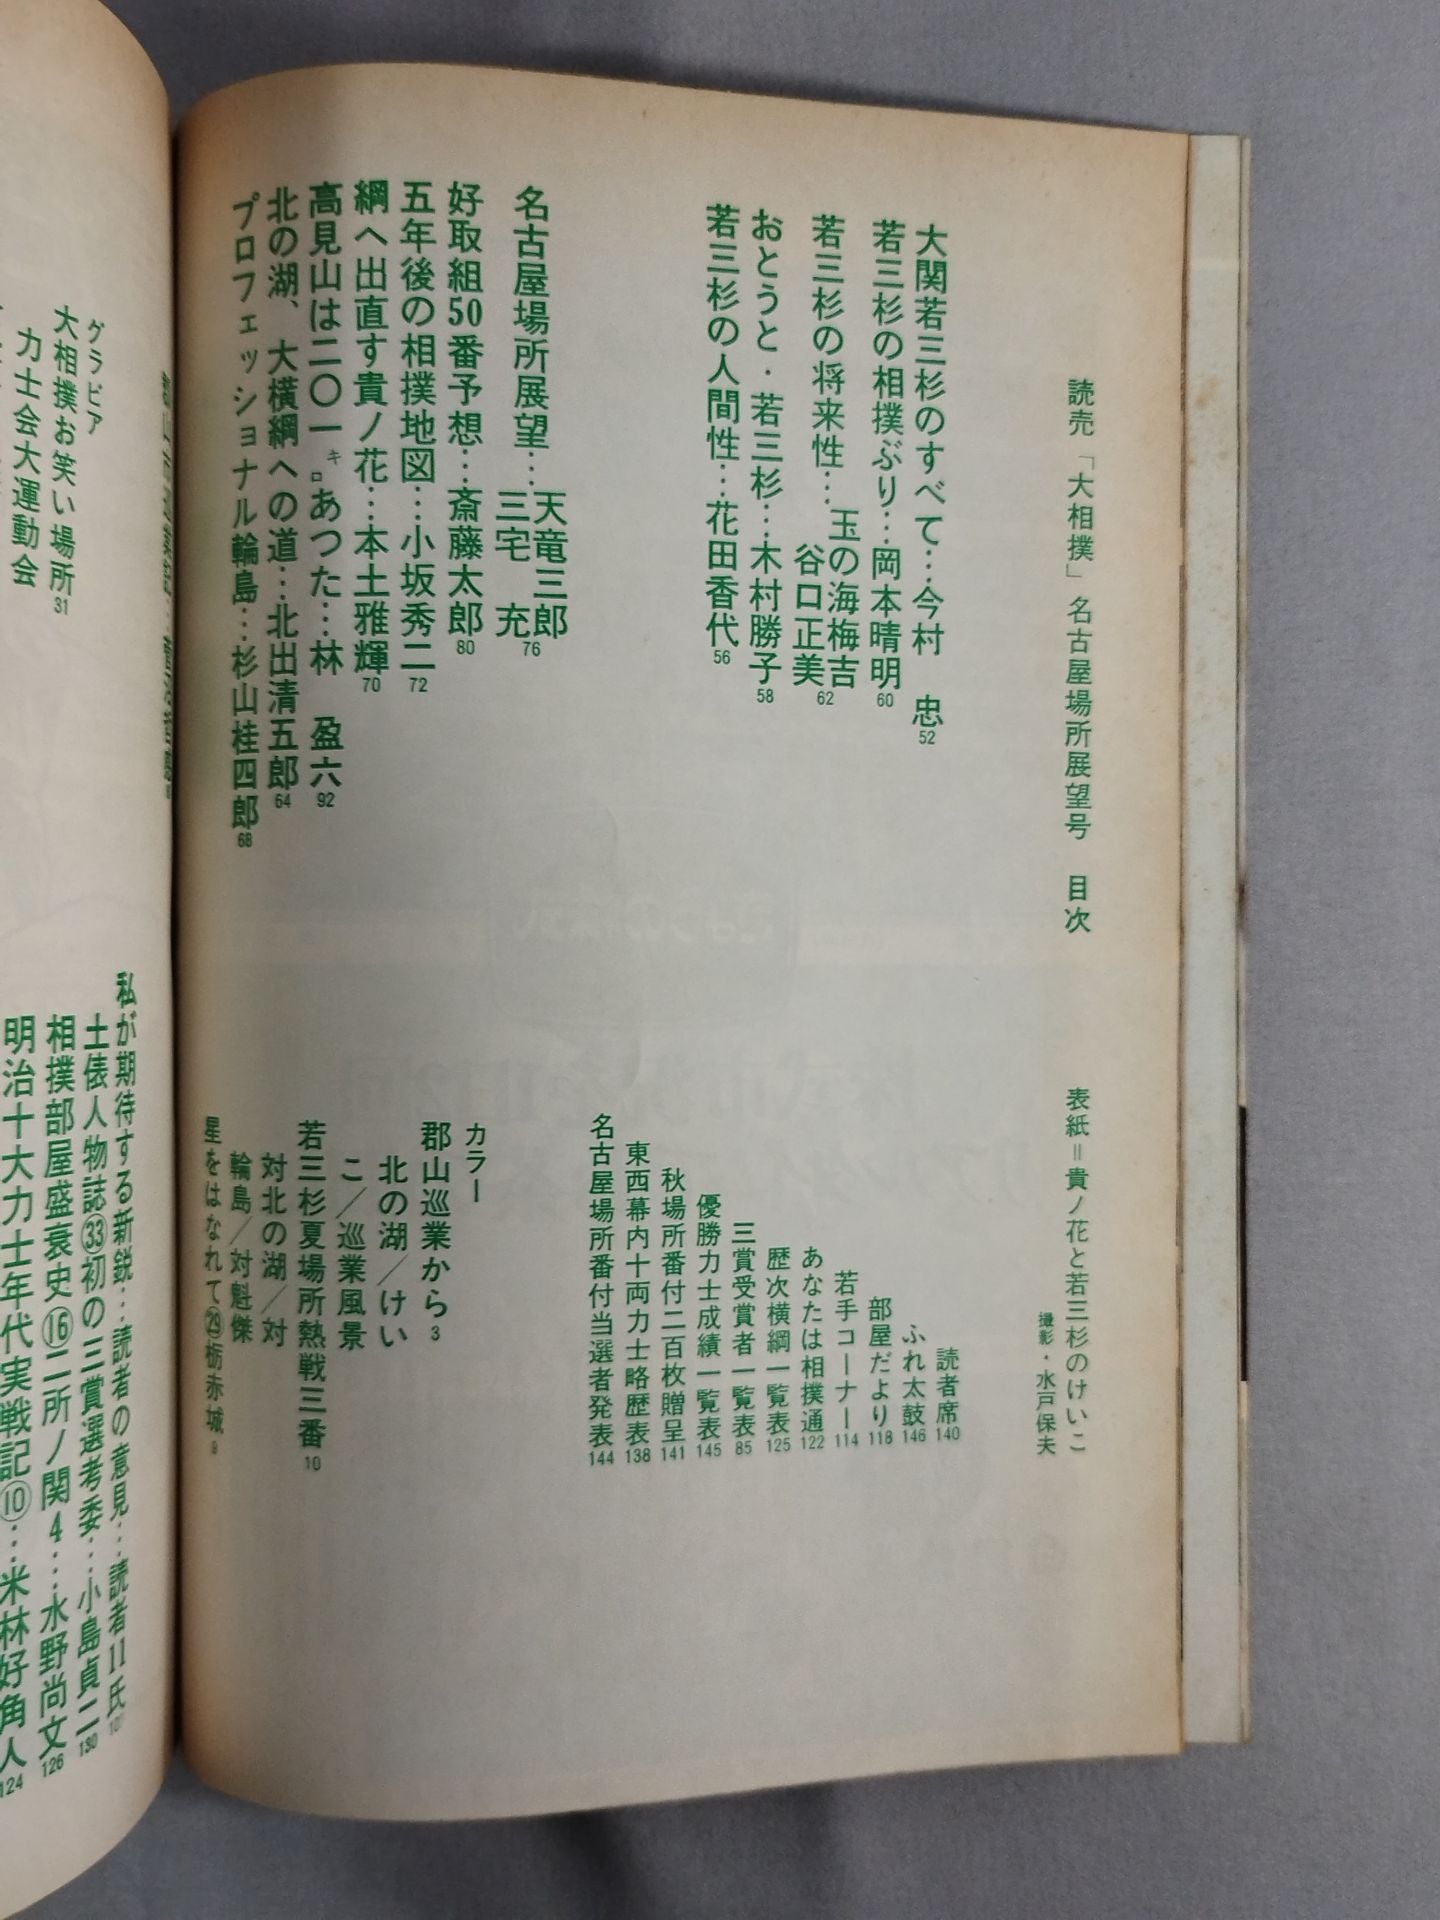 読売「大相撲」名古屋場所展望号　目次
表紙＝貴ノ花と若三杉のけいこ
撮影・水戸保夫
大関若三杉のすべて…今村　忠 52
若三杉の相撲ぶり…岡本晴明 60
若三杉の将来性…玉の海梅吉
谷口正美 62
おとうと・若三杉…木村勝子 58
若三杉の人間性…花田香代 56
名古屋場所展望…天竜三郎
三宅　充 76
好取組50番予想…斎藤太郎 80
五年後の相撲地図…小坂秀二 72
綱へ出直す貴ノ花…本土雅輝 70
高見山は二〇一キロあつた…林　盈六 92
北の湖、大横綱への道…北出清五郎 64
プロフェッショナル輪島…杉山桂四郎 68
読者席 140
ふれ太鼓 146
部屋だより 118
若手コーナー 114
あなたは相撲通 122
歴次横綱一覧表 125
三賞受賞者一覧表 85
優勝力士成績一覧表 145
秋場所番付二百枚贈呈 141
東西幕内十両力士略歴表 138
名古屋場所番付当選者発表 144
カラー
郡山巡業から 3
北の湖／けい
こ／巡業風景
若三杉夏場所熱戦三番 10
対北の湖／対
輪島／対魁傑
星をはなれて㉙栃赤城 9
グラビア
大相撲お笑い場所 31
力士会大運動会
私が期待する新鋭…読者の意見…読者11氏
土俵人物誌㉝初の三賞選考委…小島貞二 130
相撲部屋盛衰史⑯二所ノ関4…水野尚文 126
明治十大力士年代実戦記⑩…米林好角人 124